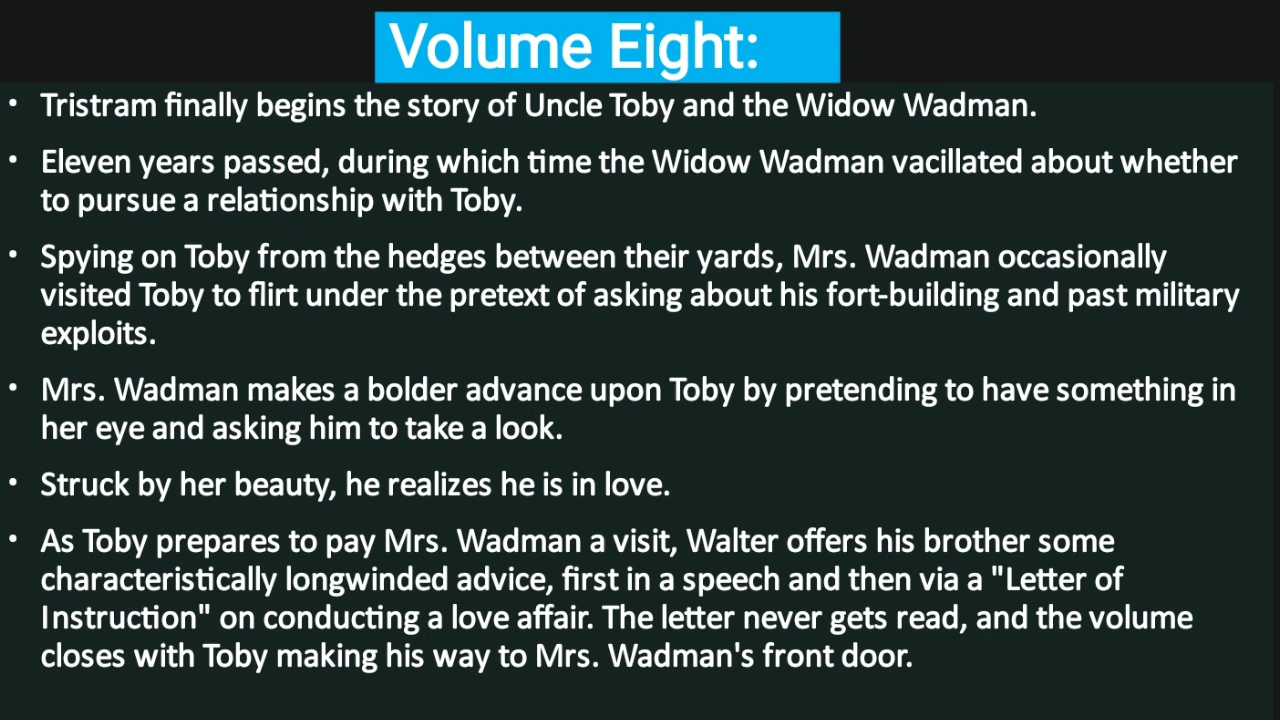 Volume Eight:
• Tristram finally begins the story of Uncle Toby and the Widow Wadman.
• Eleven years passed, during which time the Widow Wadman vacillated about whether
to pursue a relationship with Toby.
• Spying on Toby from the hedges between their yards, Mrs. Wadman occasionally
visited Toby to flirt under the pretext of asking about his fort-building and past military
exploits.
• Mrs. Wadman makes a bolder advance upon Toby by pretending to have something in
her eye and asking him to take a look.
• Struck by her beauty, he realizes he is in love.
• As Toby prepares to pay Mrs. Wadman a visit, Walter offers his brother some
characteristically longwinded advice, first in a speech and then via a "Letter of
Instruction" on conducting a love affair. The letter never gets read, and the volume
closes with Toby making his way to Mrs. Wadman's front door.